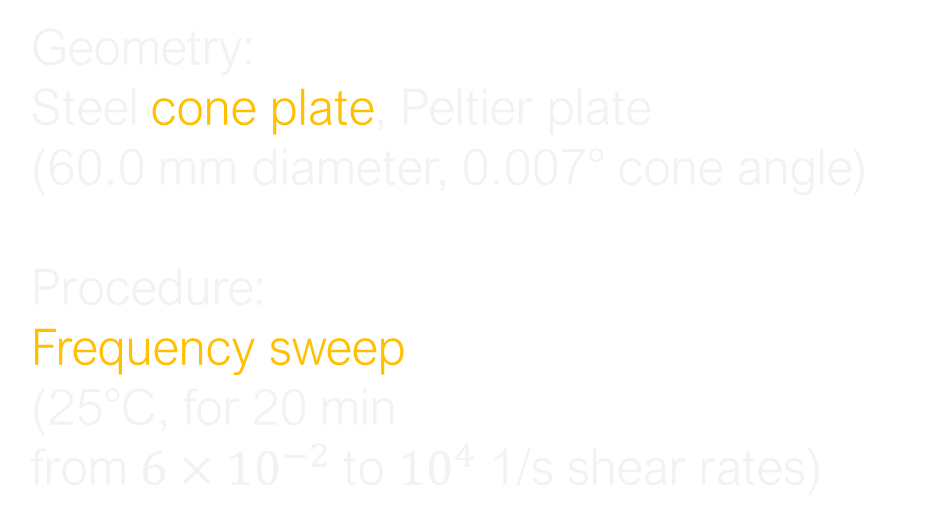 Geometry:
Steel cone plate, Peltier plate
(60.0 mm diameter, 0.007° cone angle)
Procedure:
Frequency sweep
(25°C, for 20 min
from 6 × 10⁻² to 10⁴ 1/s shear rates)